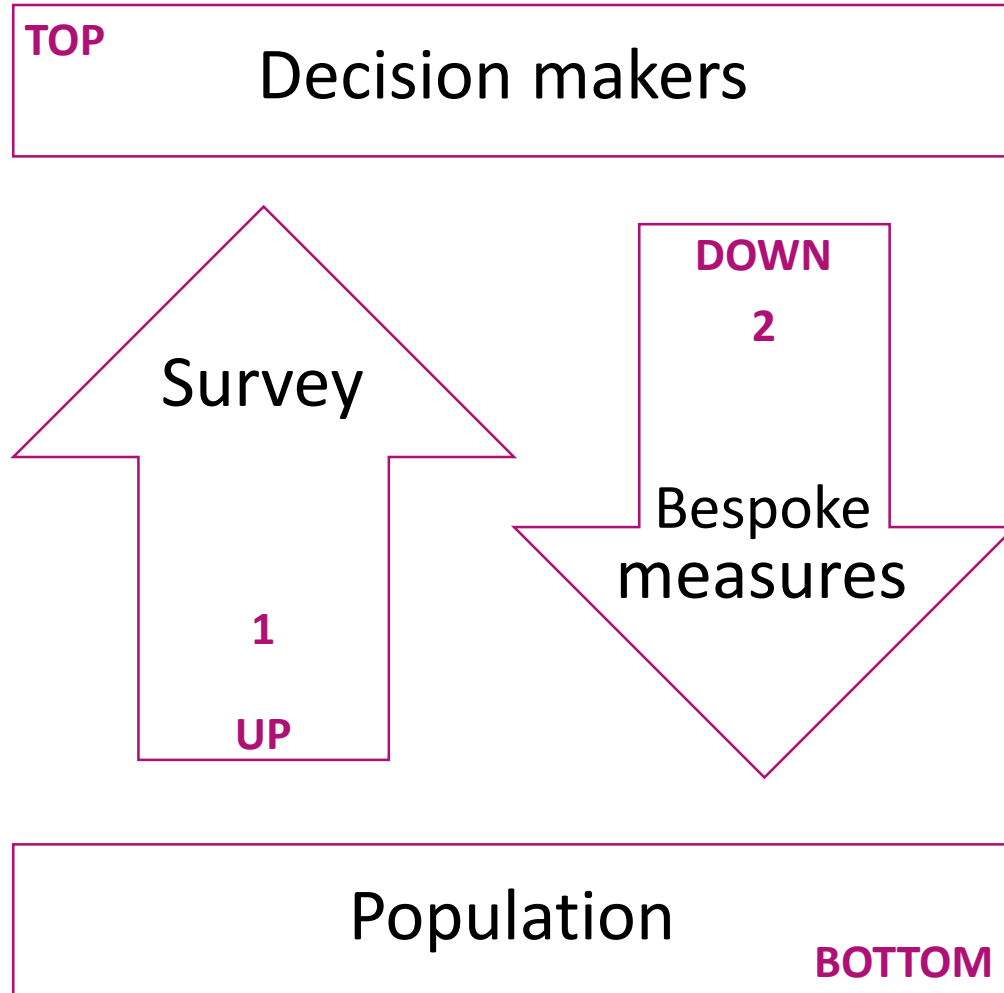 TOP
Decision makers
Survey
1
UP
DOWN
2
Bespoke
measures
Population
BOTTOM